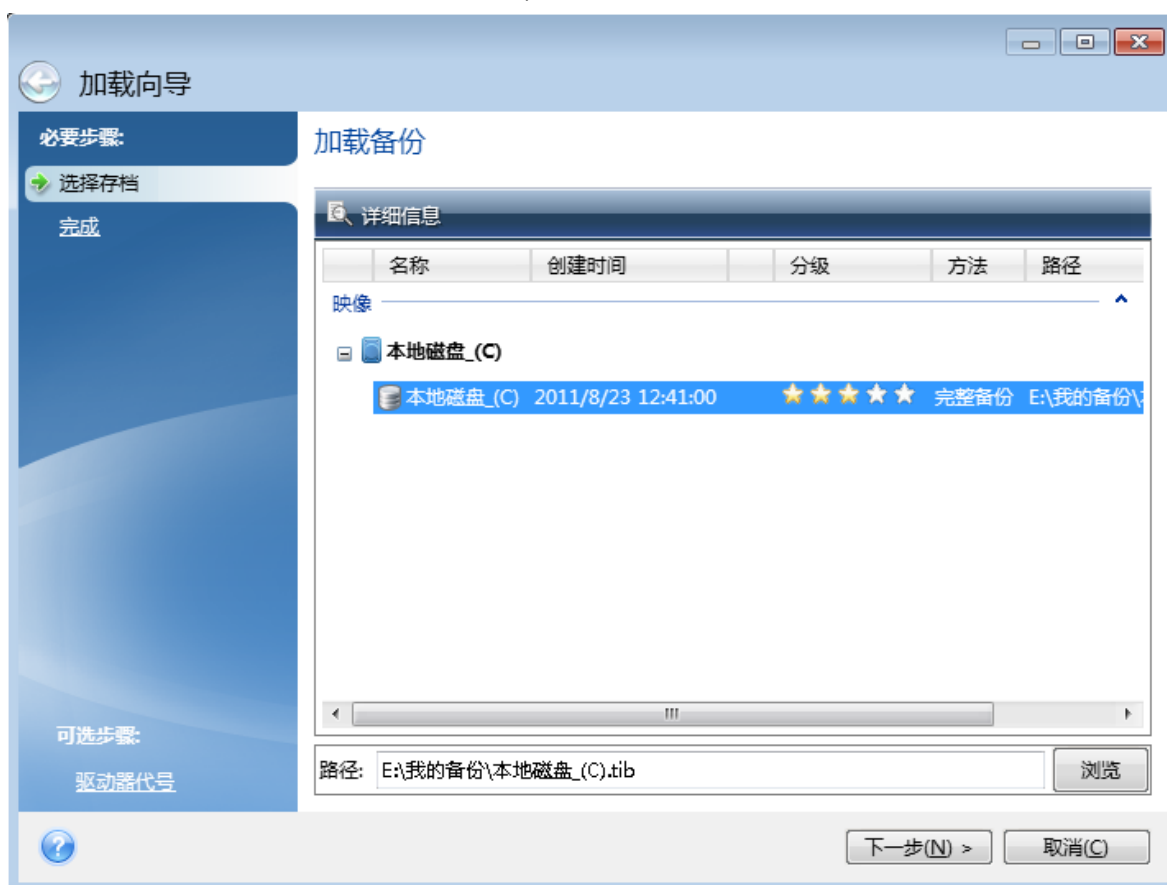 加载向导
必要步骤:
选择存档
完成
加载备份
详细信息
名称 创建时间 分级 方法 路径
映像
本地磁盘_(C)
本地磁盘_(C) 2011/8/23 12:41:00 完整备份 E:\我的备份\
可选步骤:
驱动器代号
路径: E:\我的备份\本地磁盘_(C).tib 浏览
下一步(N) > 取消(C)